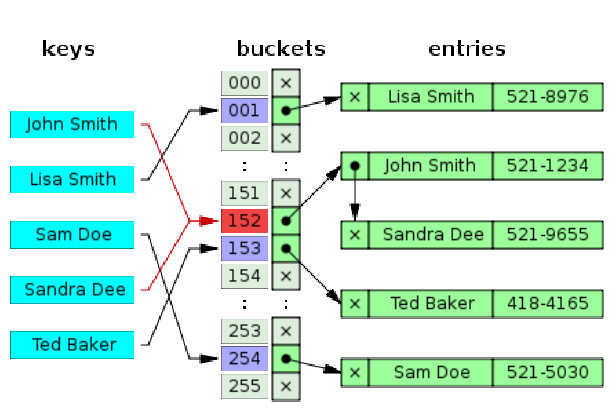 keys
buckets
entries
John Smith
Lisa Smith
Sam Doe
Sandra Dee
Ted Baker
000 ×
001
002 ×
: :
151 ×
152
153
154 ×
: :
253 ×
254
255 ×
× Lisa Smith 521-8976
John Smith 521-1234
× Sandra Dee 521-9655
× Ted Baker 418-4165
× Sam Doe 521-5030